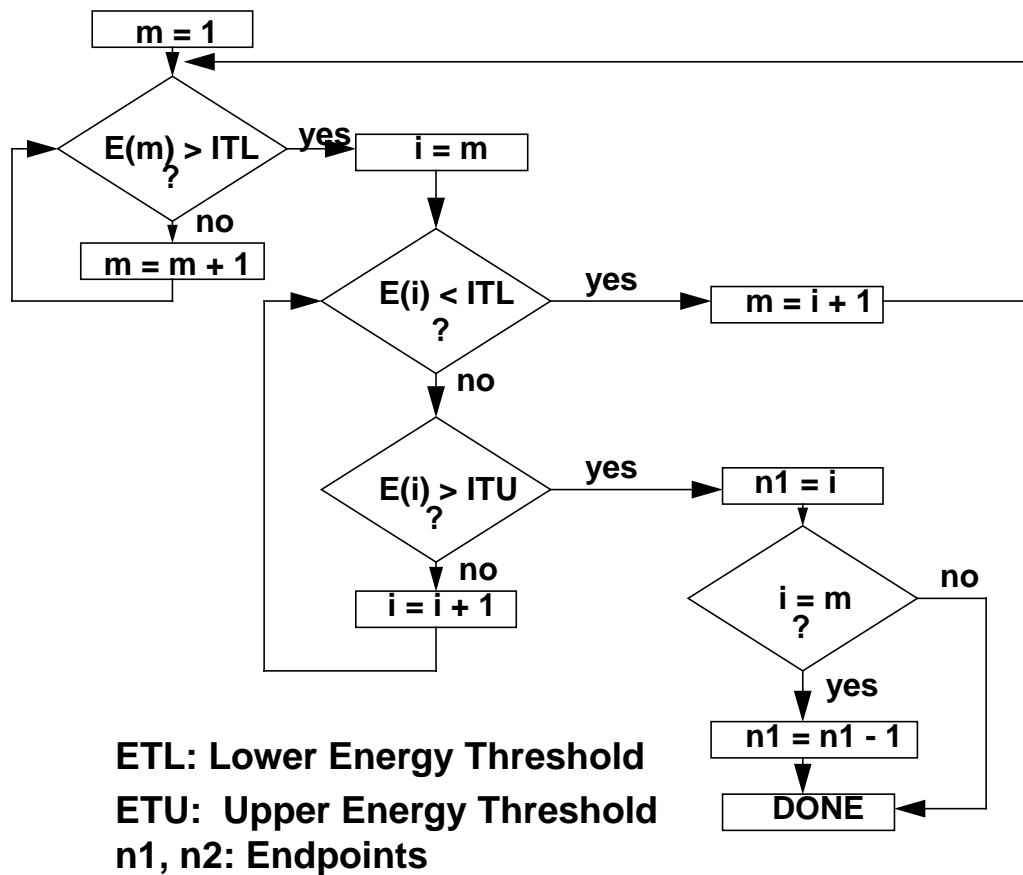 m = 1
E(m) > ITL
?
yes
i = m
no
m = m + 1
E(i) < ITL
?
yes
m = i + 1
no
E(i) > ITU
?
yes
n1 = i
no
i = i + 1
i = m
?
no
yes
n1 = n1 - 1
DONE
ETL: Lower Energy Threshold
ETU: Upper Energy Threshold
n1, n2: Endpoints